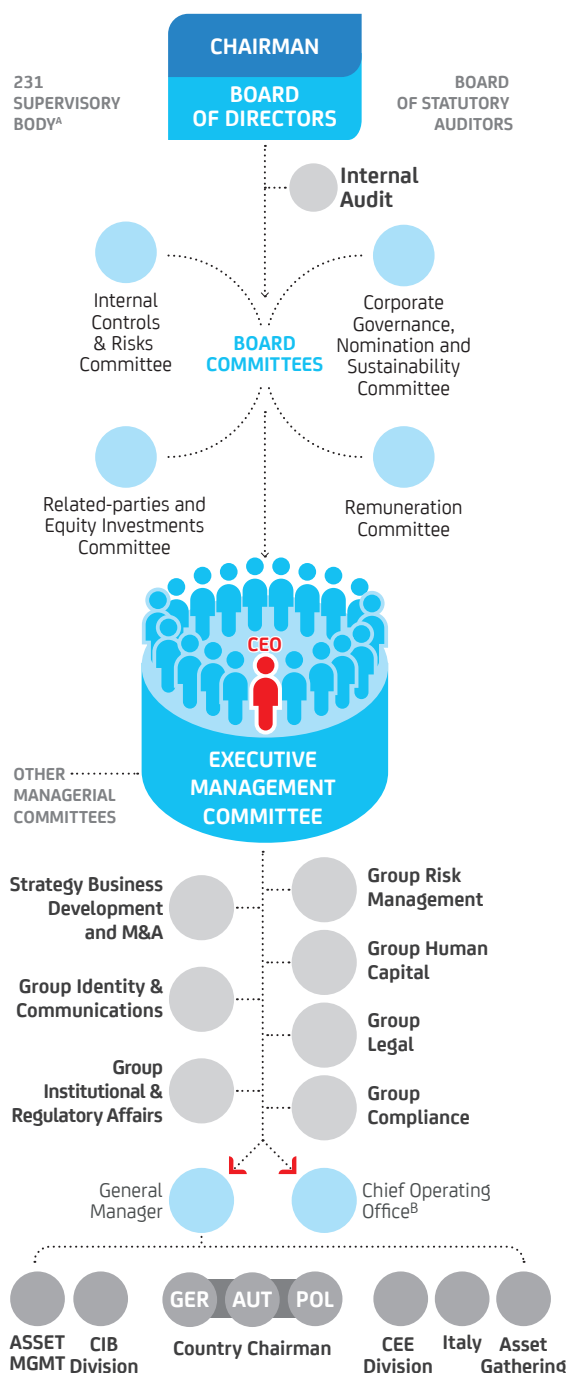 CHAIRMAN
BOARD
OF DIRECTORS
231
SUPERVISORY
BODYᴬ
BOARD
OF STATUTORY
AUDITORS
Internal
Audit
Internal
Controls
& Risks
Committee
Corporate
Governance,
Nomination and
Sustainability
Committee
BOARD
COMMITTEES
Related-parties and
Equity Investments
Committee
Remuneration
Committee
CEO
EXECUTIVE
MANAGEMENT
COMMITTEE
OTHER
MANAGERIAL
COMMITTEES
Strategy Business
Development
and M&A
Group Risk
Management
Group Identity &
Communications
Group Human
Capital
Group
Legal
Group
Institutional &
Regulatory Affairs
Group
Compliance
General
Manager
Chief Operating
Officeᴮ
GER AUT POL
ASSET
MGMT
CIB
Division
Country Chairman
CEE
Division
Italy
Asset
Gathering